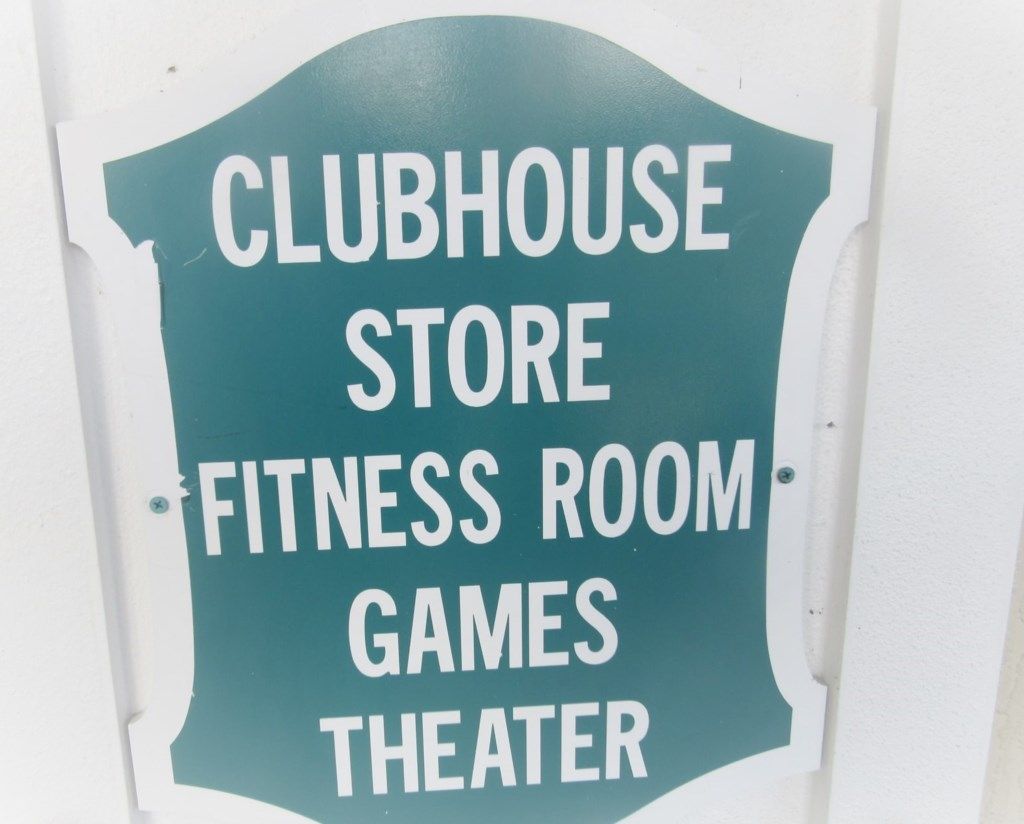 CLUBHOUSE
STORE
FITNESS ROOM
GAMES
THEATER